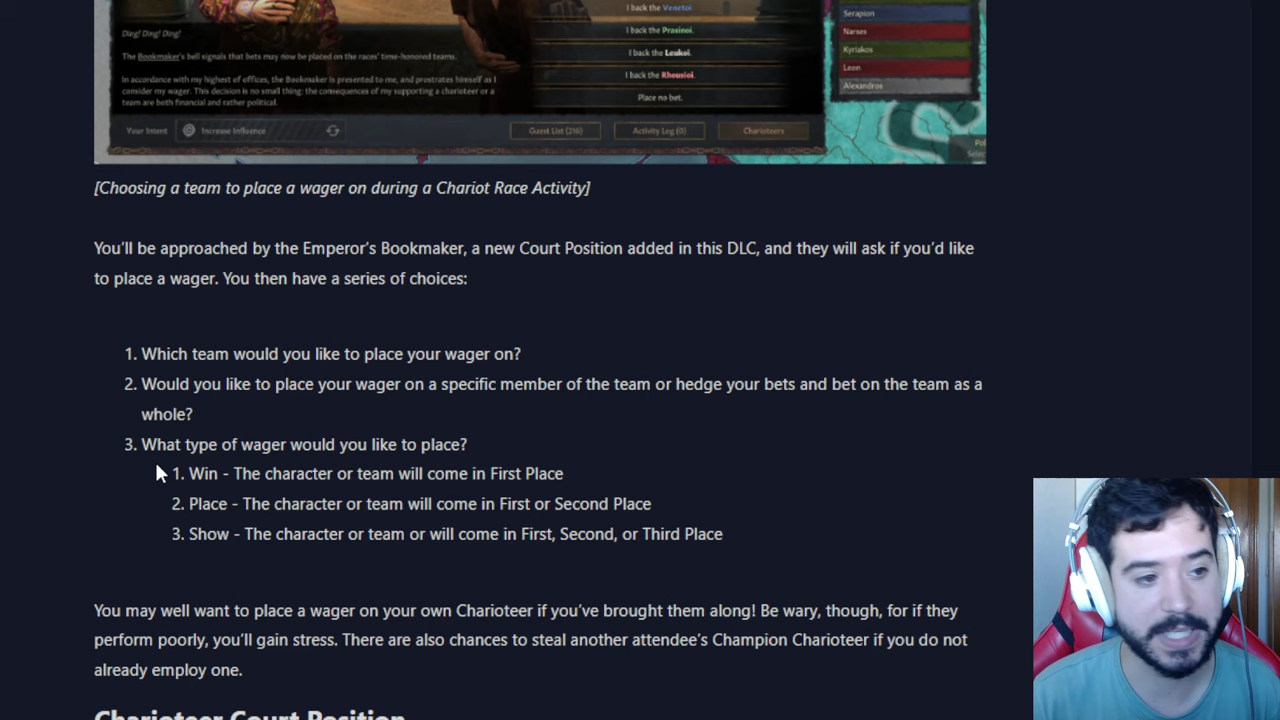 I back the Venetoi.
Ding! Ding! Ding!
I back the Prasinoi.
The Bookmaker's bell signals that bets may now be placed on the races' time-honored teams.
I back the Leukoi.
In accordance with my highest of offices, the Bookmaker is presented to me, and prostrates himself as I
consider my wager. This decision is no small thing: the consequences of my supporting a charioteer or a
team are both financial and rather political.
I back the Rhousioi.
Place no bet.
Serapion
Narses
Kyriakos
Leon
Alexandros
Your Intent Increase Influence Guest List (216) Activity Log (0) Charioteers
[Choosing a team to place a wager on during a Chariot Race Activity]
You'll be approached by the Emperor's Bookmaker, a new Court Position added in this DLC, and they will ask if you'd like
to place a wager. You then have a series of choices:
1. Which team would you like to place your wager on?
2. Would you like to place your wager on a specific member of the team or hedge your bets and bet on the team as a
whole?
3. What type of wager would you like to place?
1. Win - The character or team will come in First Place
2. Place - The character or team will come in First or Second Place
3. Show - The character or team or will come in First, Second, or Third Place
You may well want to place a wager on your own Charioteer if you've brought them along! Be wary, though, for if they
perform poorly, you'll gain stress. There are also chances to steal another attendee's Champion Charioteer if you do not
already employ one.
Charioteer Court Position